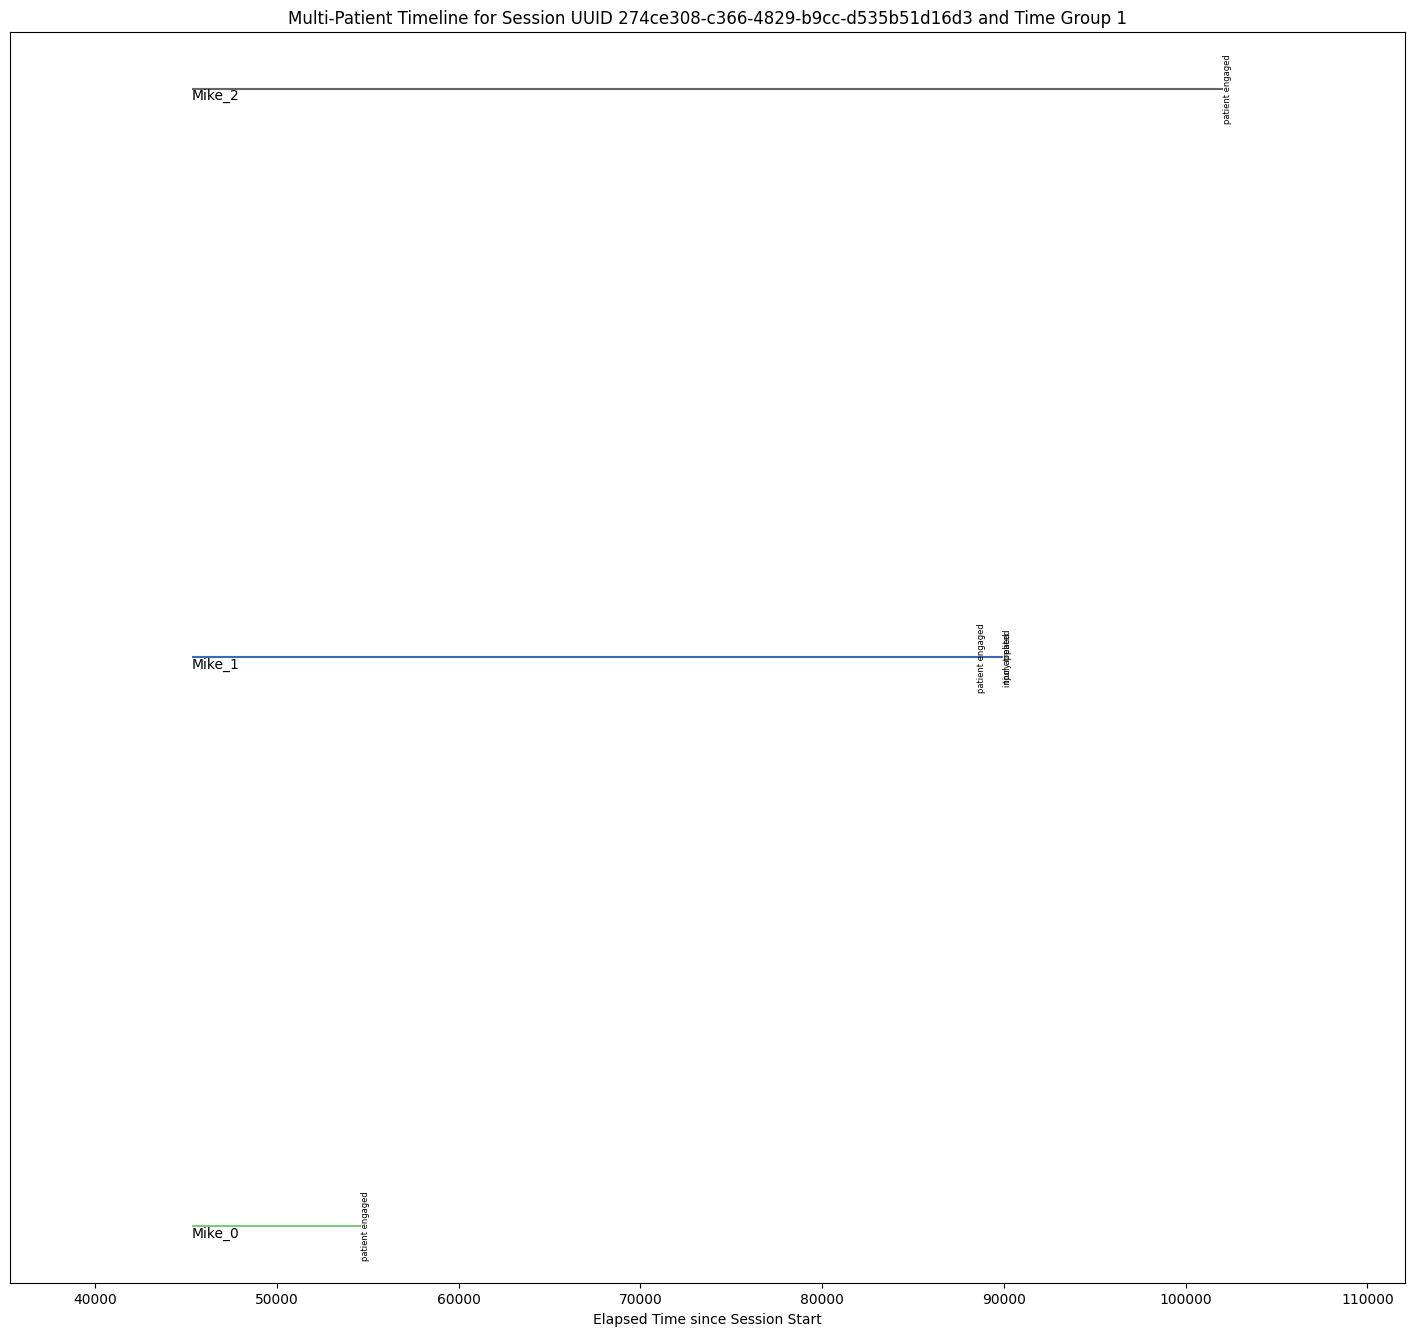 Multi-Patient Timeline for Session UUID 274ce308-c366-4829-b9cc-d535b51d16d3 and Time Group 1
patient engaged
Mike_2
patient engaged
Mike_1
patient engaged
Mike_0
40000
50000
60000
70000
80000
90000
100000
110000
Elapsed Time since Session Start